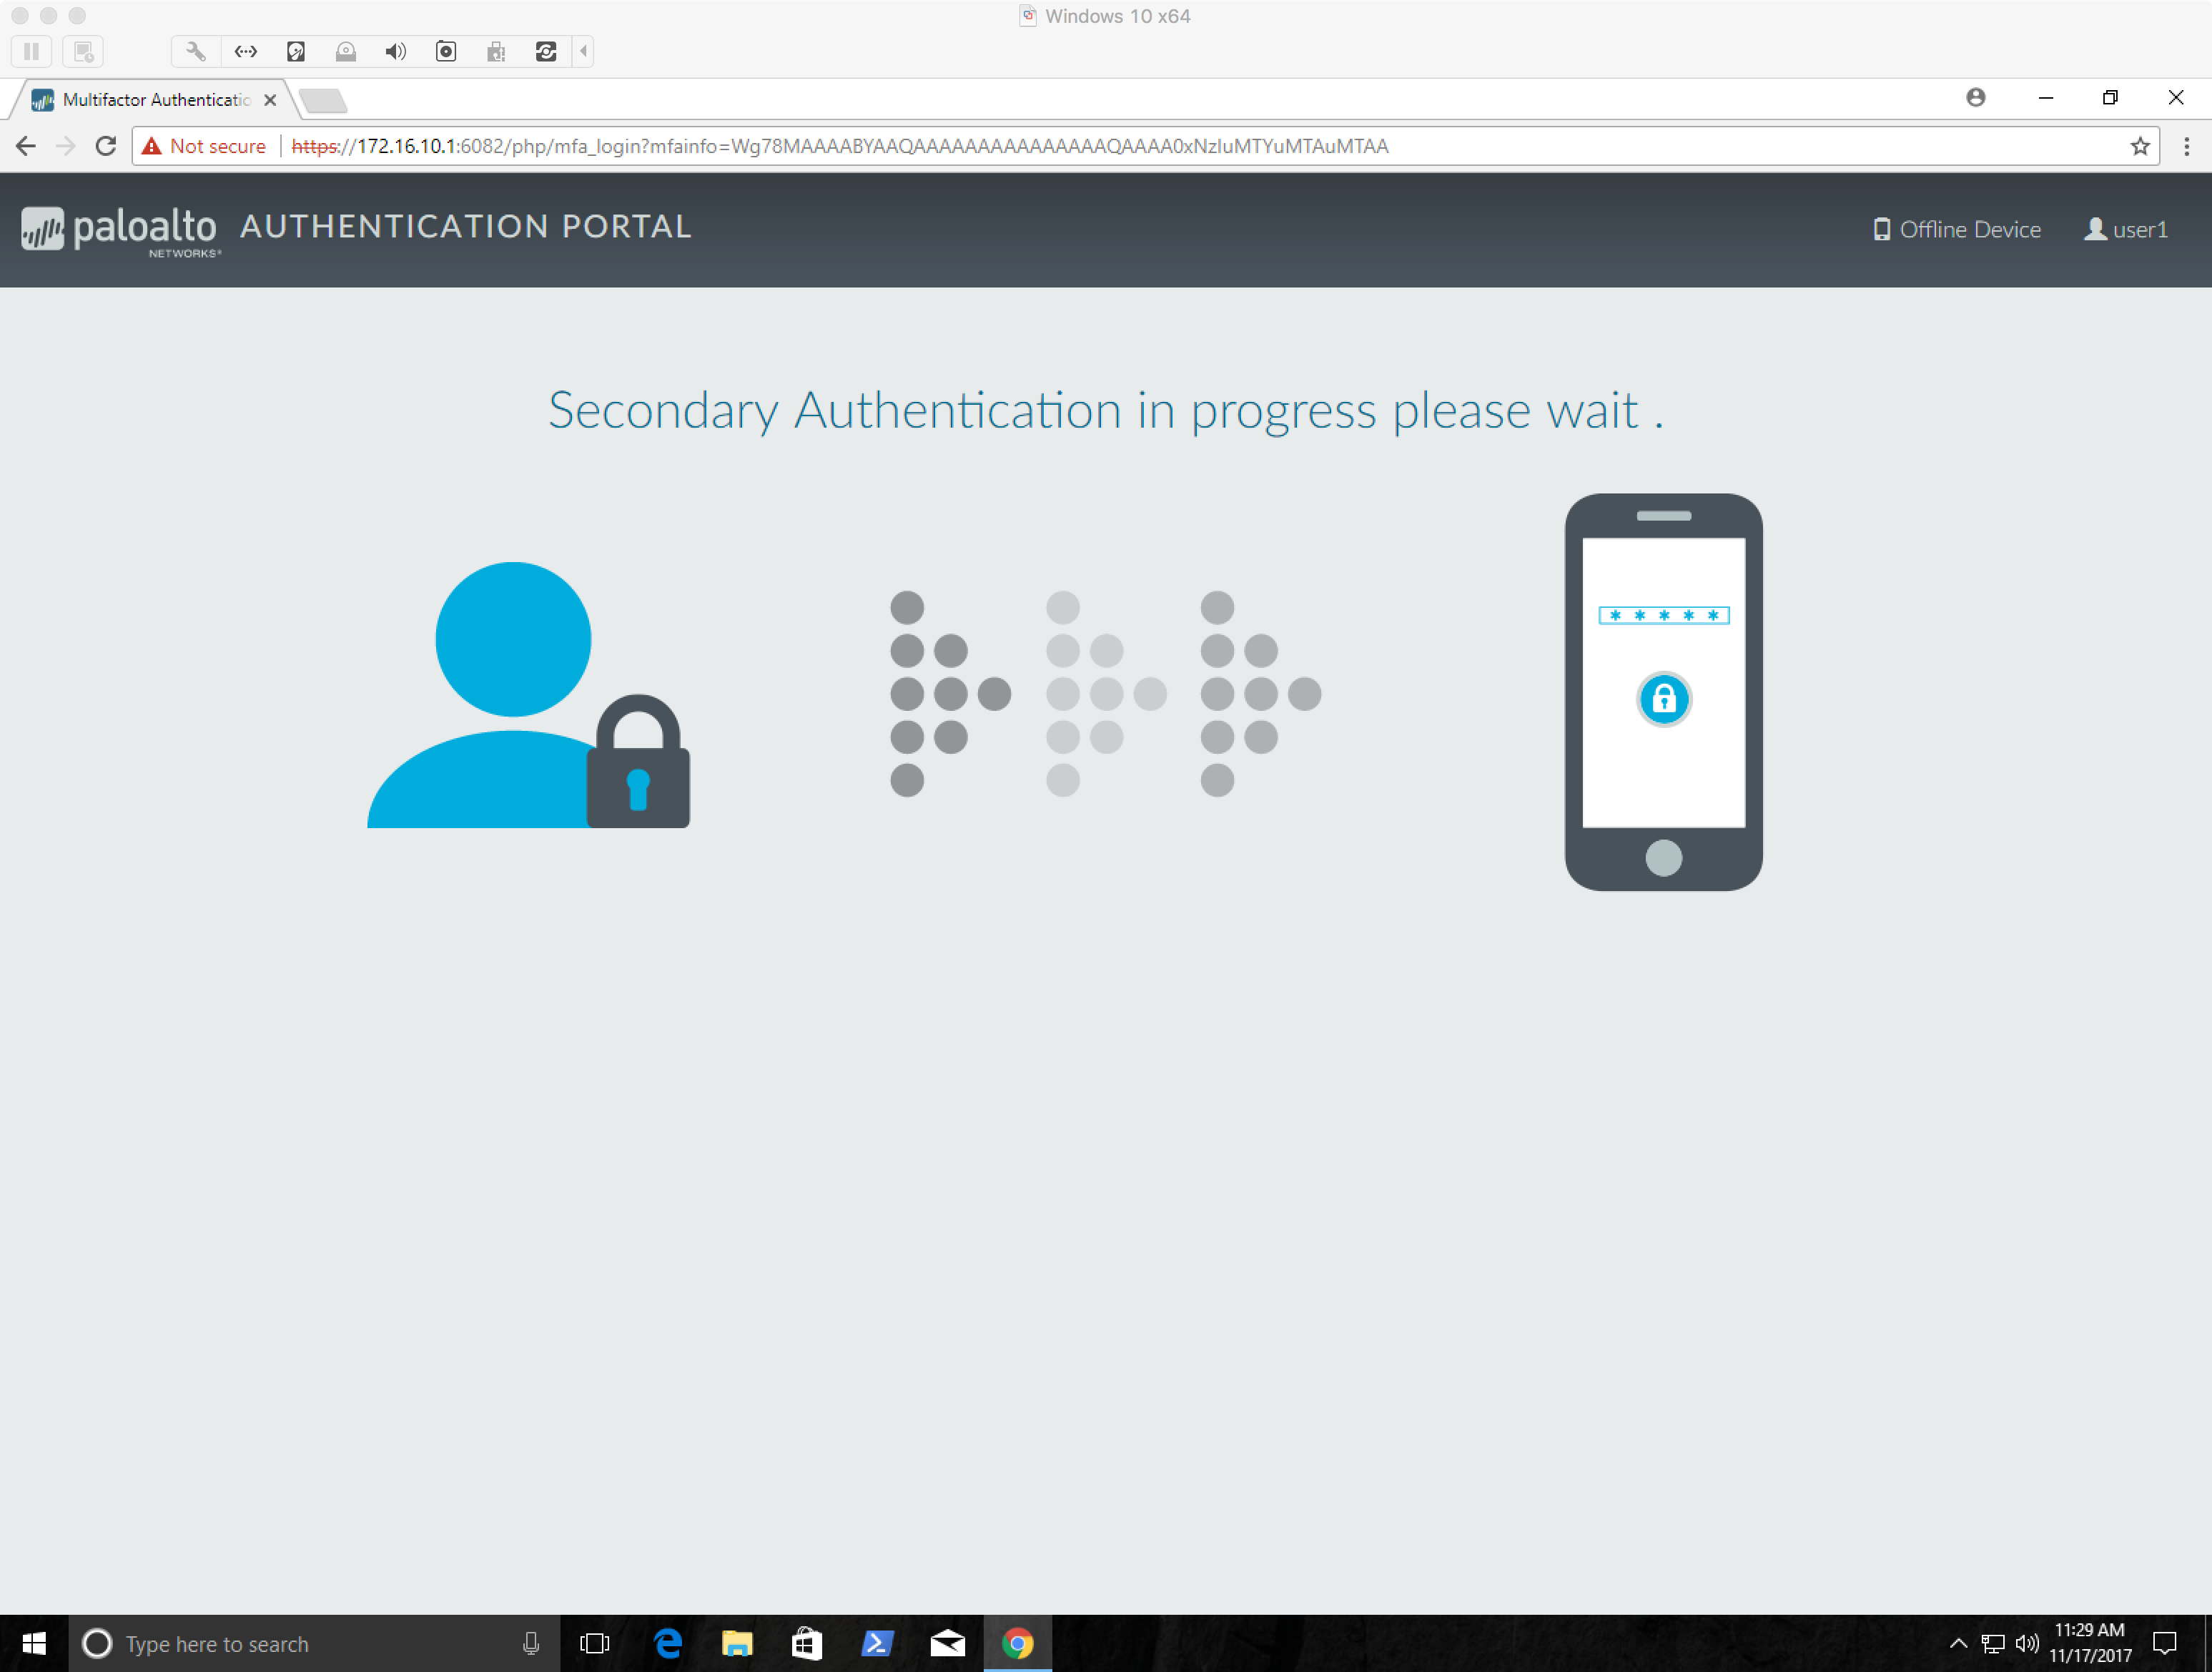 Windows 10 x64
Multifactor Authenticatio
Not secure
https://172.16.10.1:6082/php/mfa_login?mfainfo=Wg78MAAAABYAAQAAAAAAAAAAAAAAAQAAAA0xNzIuMTYuMTAuMTAA
paloalto NETWORKS® AUTHENTICATION PORTAL
Offline Device
user1
Secondary Authentication in progress please wait .
* * * * *
Type here to search
11:29 AM
11/17/2017